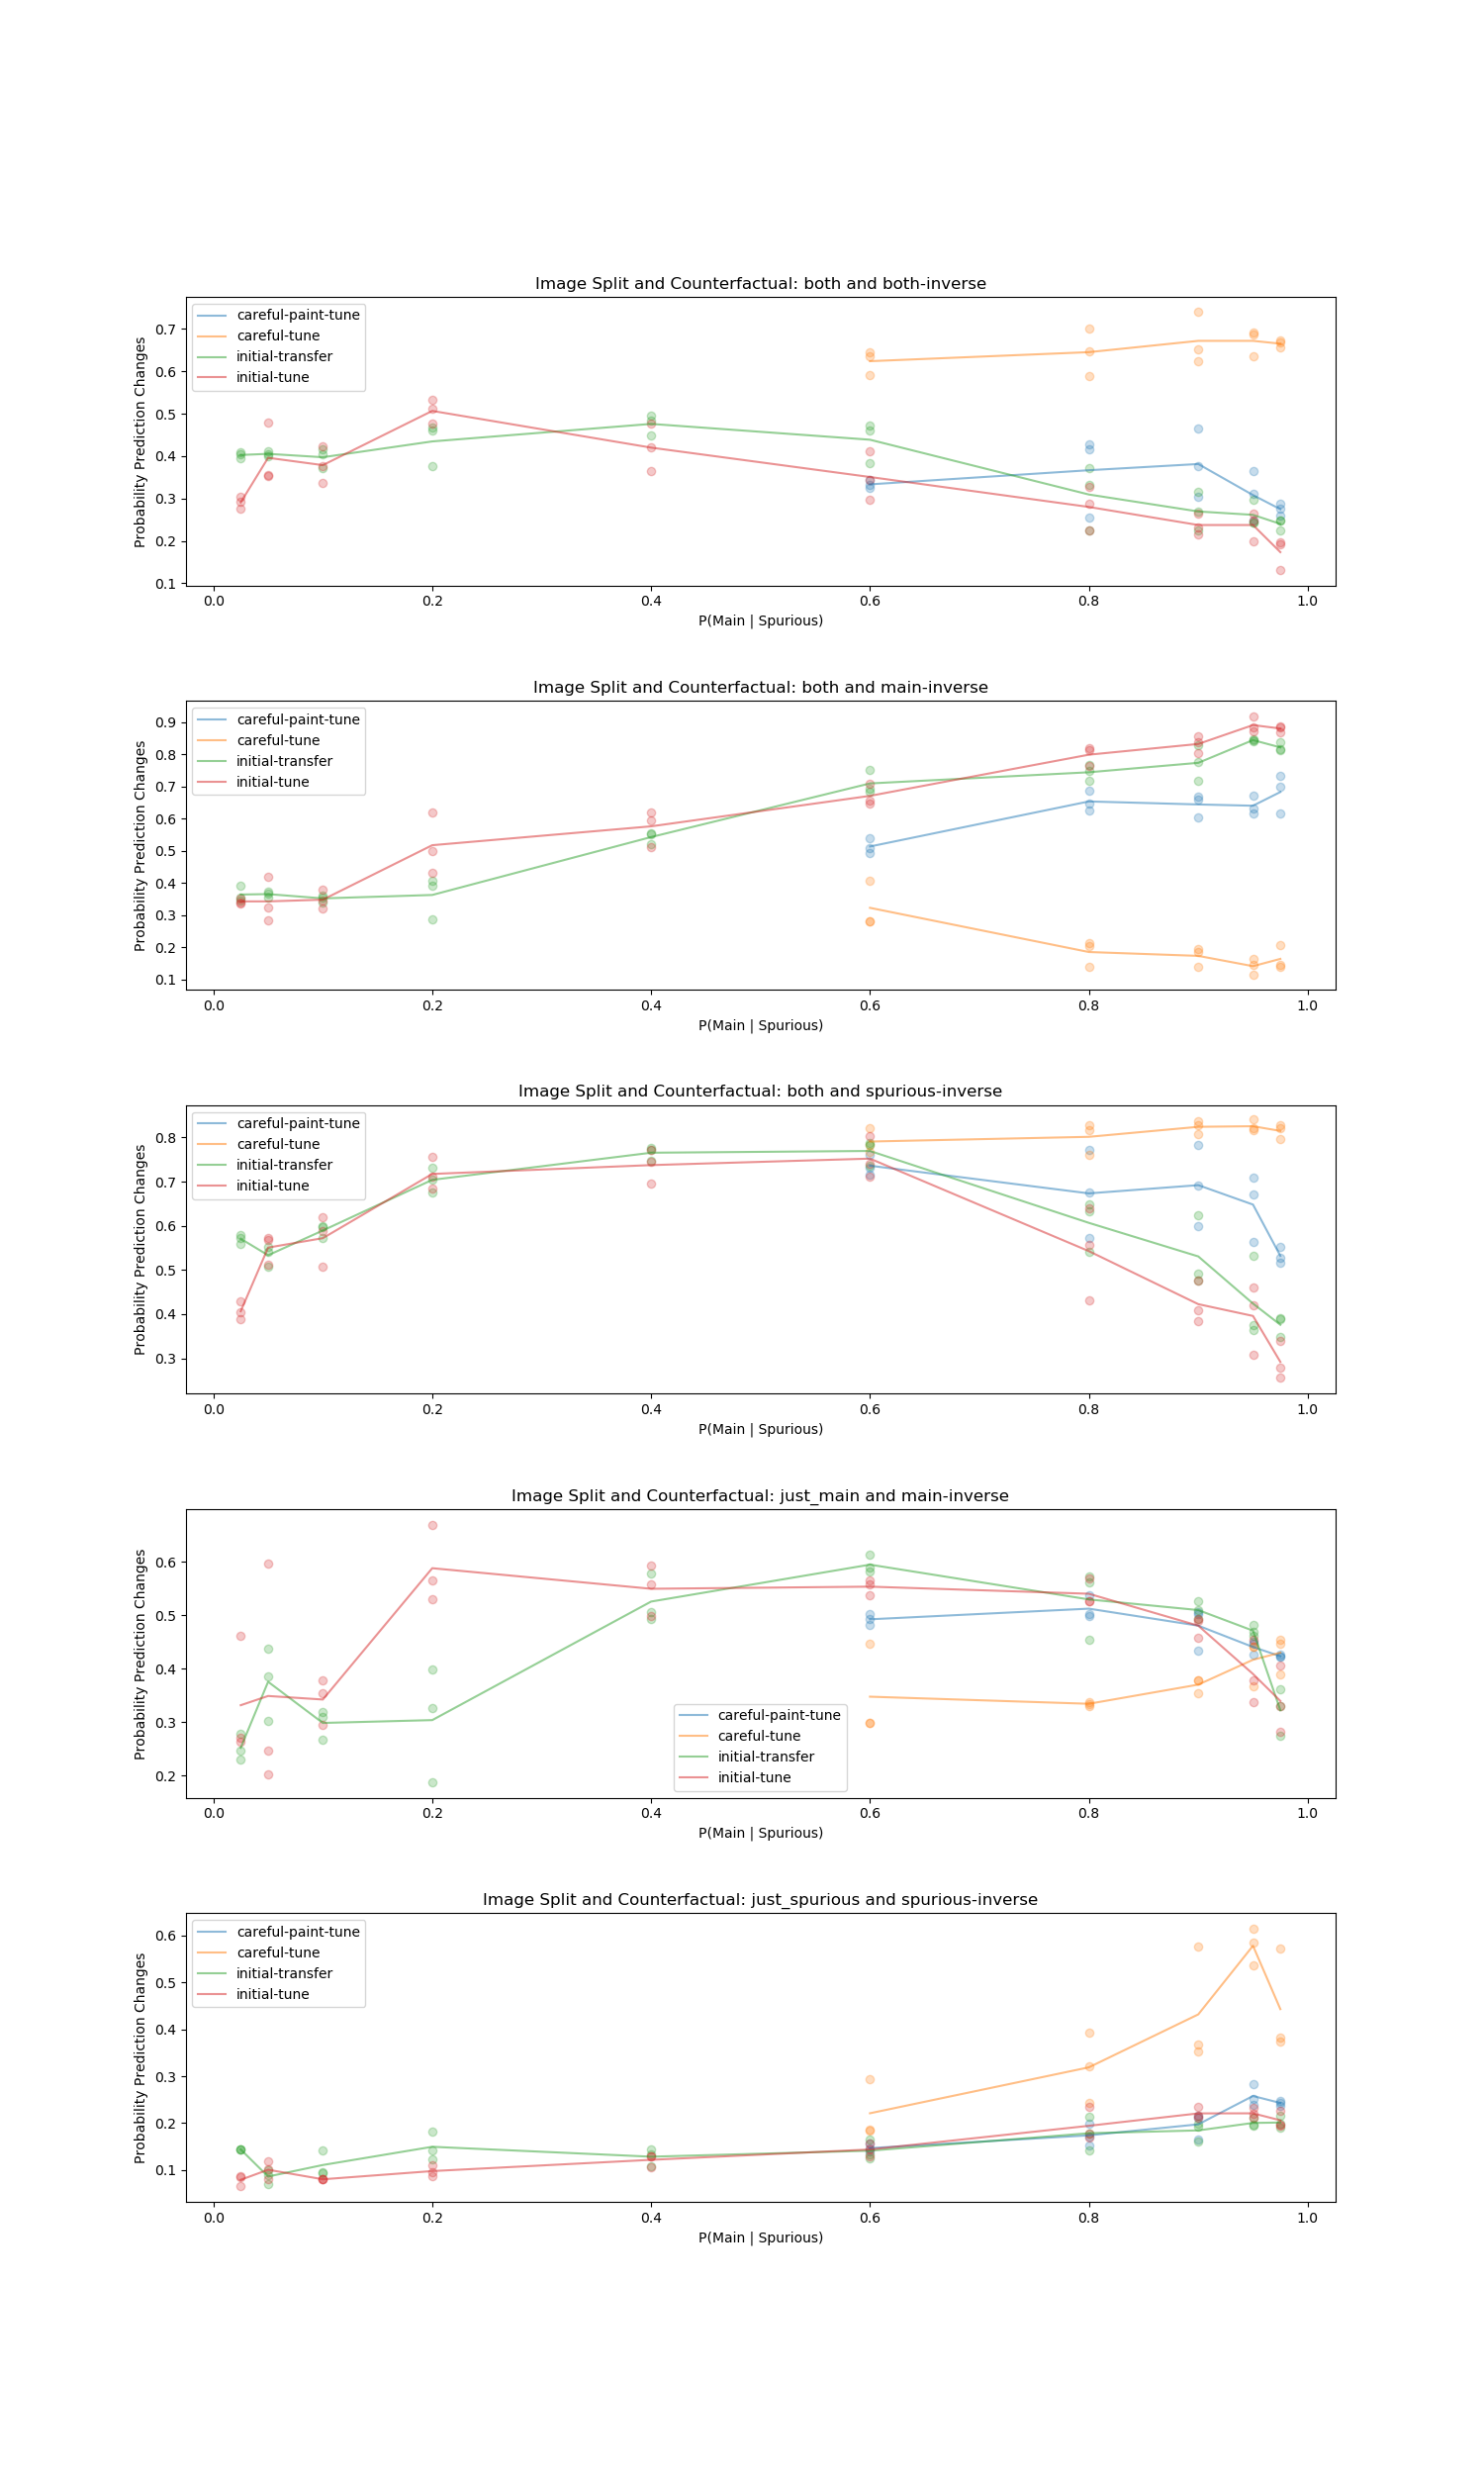 Image Split and Counterfactual: both and both-inverse
careful-paint-tune
careful-tune
initial-transfer
initial-tune
Probability Prediction Changes
0.7
0.6
0.5
0.4
0.3
0.2
0.1
0.0 0.2 0.4 0.6 0.8 1.0
P(Main | Spurious)
Image Split and Counterfactual: both and main-inverse
careful-paint-tune
careful-tune
initial-transfer
initial-tune
Probability Prediction Changes
0.9
0.8
0.7
0.6
0.5
0.4
0.3
0.2
0.1
0.0 0.2 0.4 0.6 0.8 1.0
P(Main | Spurious)
Image Split and Counterfactual: both and spurious-inverse
careful-paint-tune
careful-tune
initial-transfer
initial-tune
Probability Prediction Changes
0.8
0.7
0.6
0.5
0.4
0.3
0.0 0.2 0.4 0.6 0.8 1.0
P(Main | Spurious)
Image Split and Counterfactual: just_main and main-inverse
Probability Prediction Changes
0.6
0.5
0.4
0.3
0.2
careful-paint-tune
careful-tune
initial-transfer
initial-tune
0.0 0.2 0.4 0.6 0.8 1.0
P(Main | Spurious)
Image Split and Counterfactual: just_spurious and spurious-inverse
careful-paint-tune
careful-tune
initial-transfer
initial-tune
Probability Prediction Changes
0.6
0.5
0.4
0.3
0.2
0.1
0.0 0.2 0.4 0.6 0.8 1.0
P(Main | Spurious)